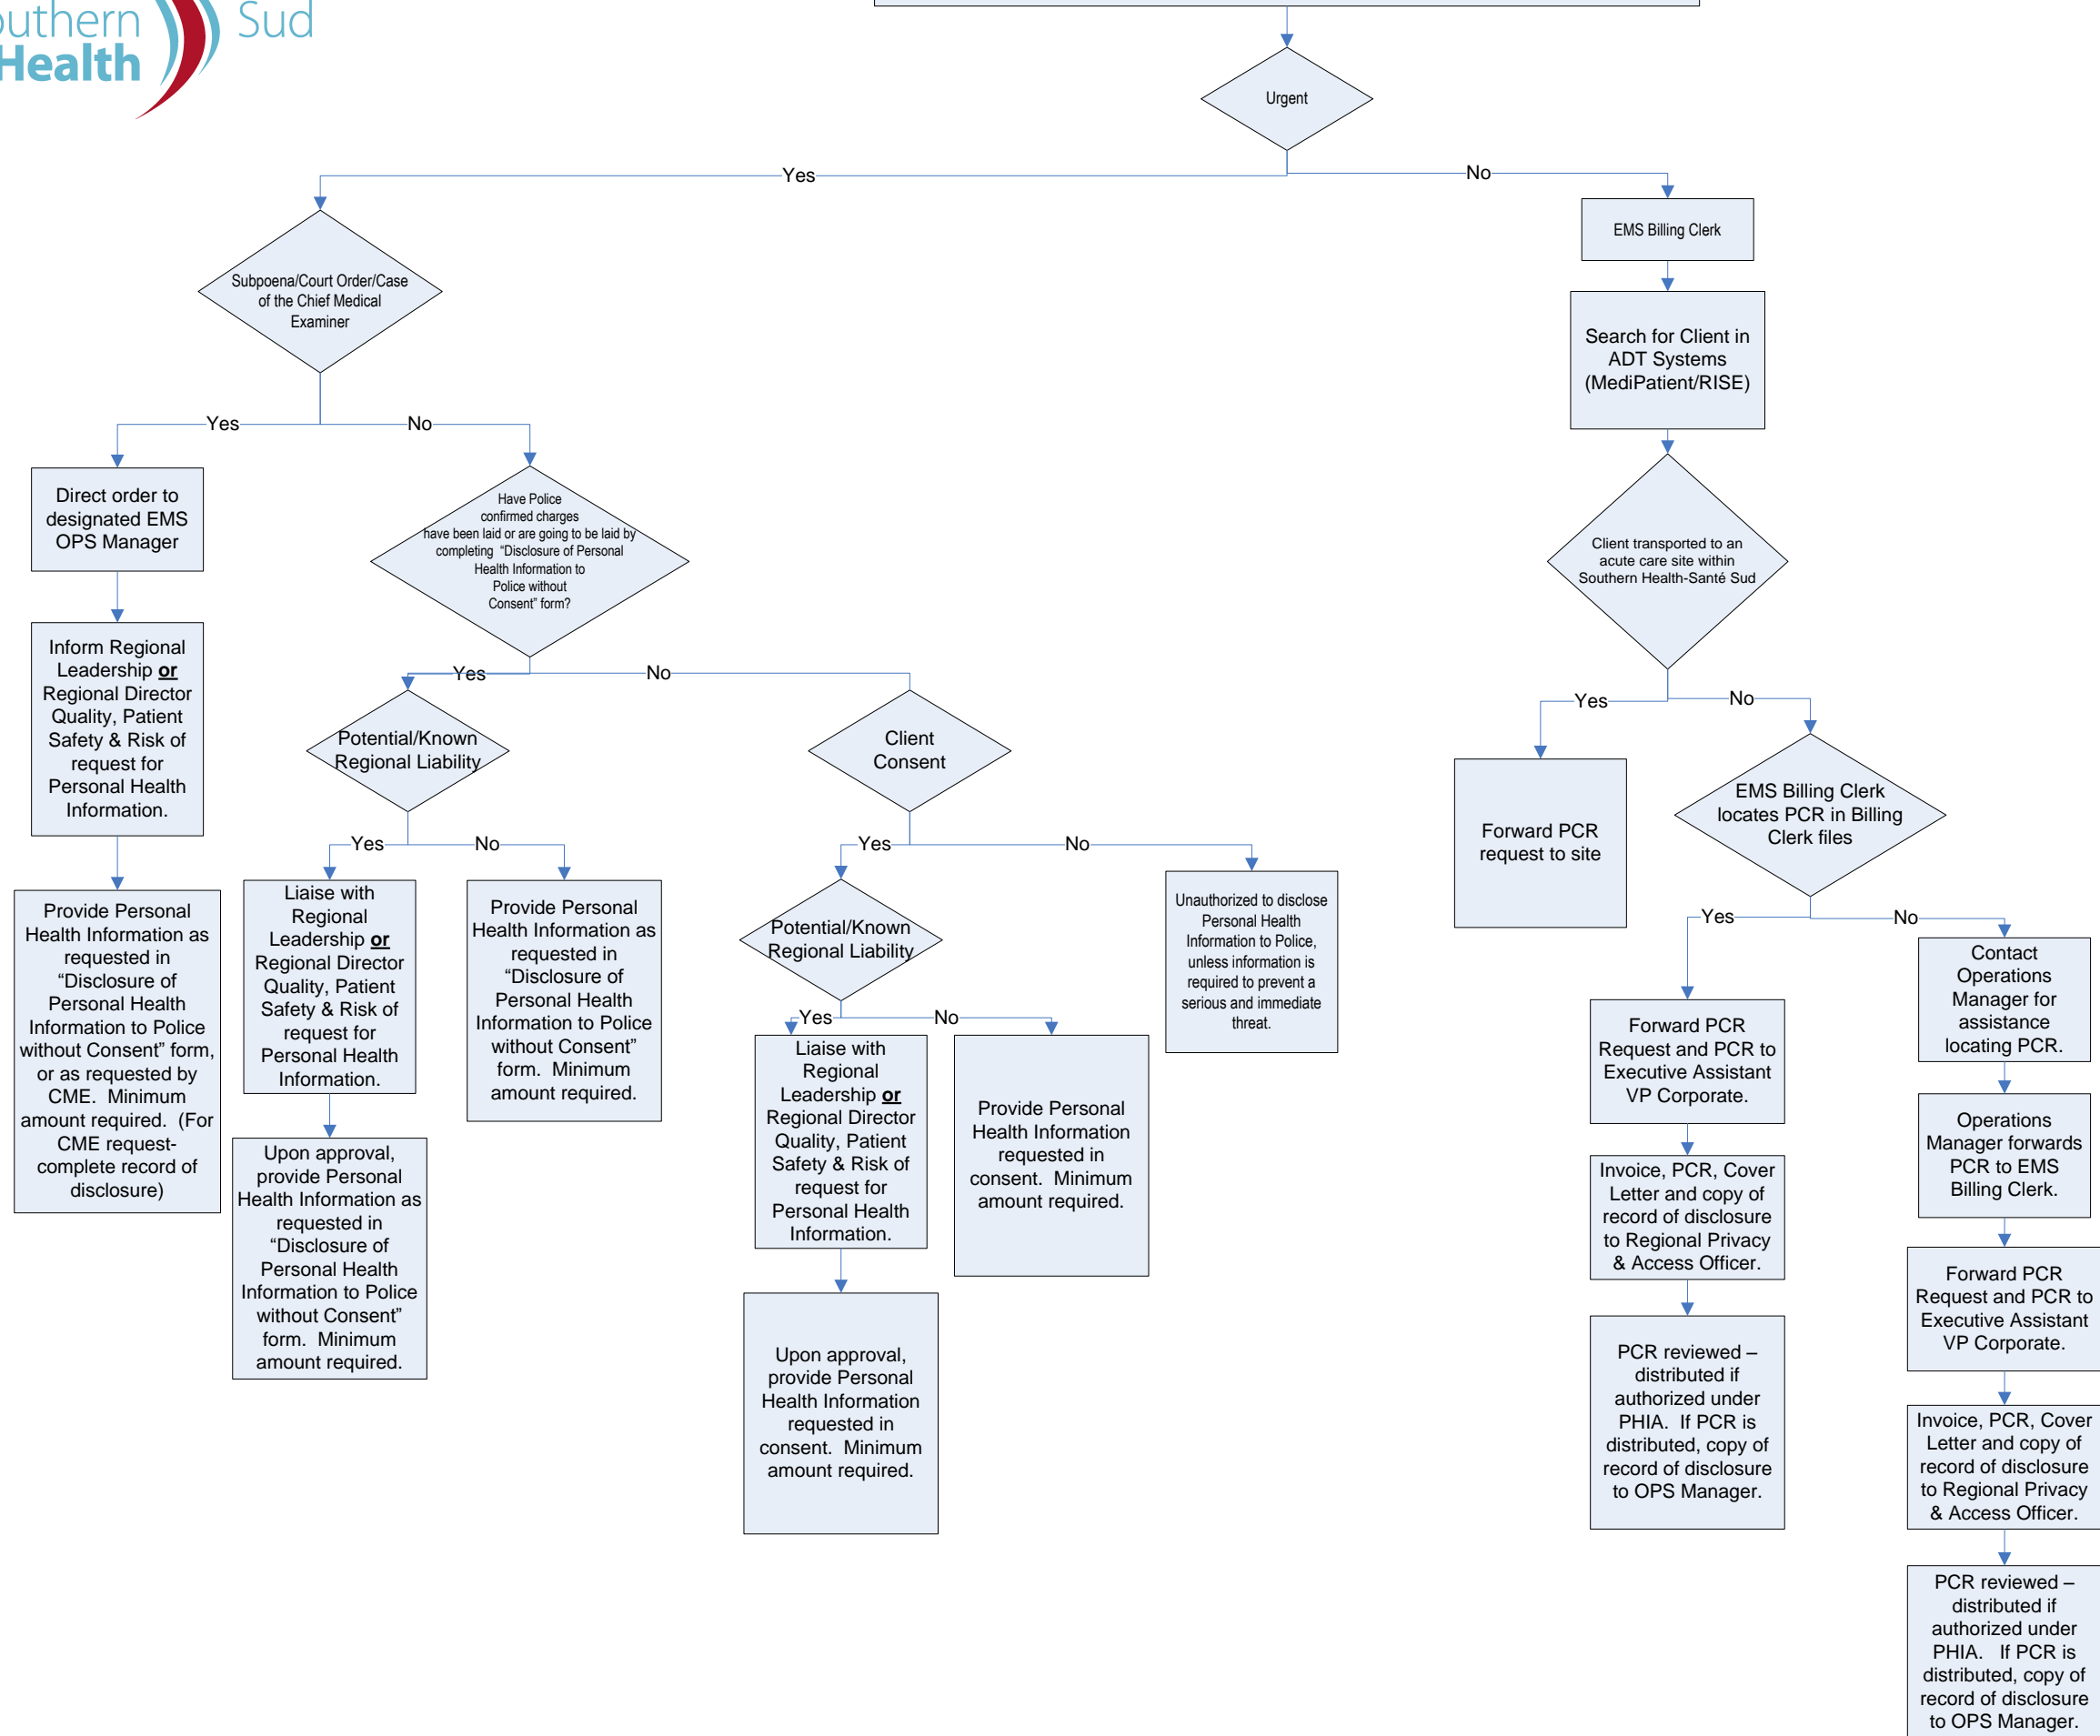 outhern
Health
Sud
Urgent
Yes
No
Subpoena/Court Order/Case
of the Chief Medical
Examiner
EMS Billing Clerk
Search for Client in
ADT Systems
(MediPatient/RISE)
Yes
No
Direct order to
designated EMS
OPS Manager
Have Police
confirmed charges
have been laid or are going to be laid by
completing “Disclosure of Personal
Health Information to
Police without
Consent” form?
Client transported to an
acute care site within
Southern Health-Santé Sud
Inform Regional
Leadership or
Regional Director
Quality, Patient
Safety & Risk of
request for
Personal Health
Information.
Yes
No
Yes
No
Potential/Known
Regional Liability
Client
Consent
Forward PCR
request to site
EMS Billing Clerk
locates PCR in Billing
Clerk files
Yes
No
Yes
No
Provide Personal
Health Information as
requested in
“Disclosure of
Personal Health
Information to Police
without Consent” form,
or as requested by
CME.  Minimum
amount required.  (For
CME request-
complete record of
disclosure)
Liaise with
Regional
Leadership or
Regional Director
Quality, Patient
Safety & Risk of
request for
Personal Health
Information.
Provide Personal
Health Information as
requested in
“Disclosure of
Personal Health
Information to Police
without Consent”
form.  Minimum
amount required.
Potential/Known
Regional Liability
Unauthorized to disclose
Personal Health
Information to Police,
unless information is
required to prevent a
serious and immediate
threat.
Yes
No
Yes
No
Forward PCR
Request and PCR to
Executive Assistant
VP Corporate.
Contact
Operations
Manager for
assistance
locating PCR.
Upon approval,
provide Personal
Health Information as
requested in
“Disclosure of
Personal Health
Information to Police
without Consent”
form.  Minimum
amount required.
Liaise with
Regional
Leadership or
Regional Director
Quality, Patient
Safety & Risk of
request for
Personal Health
Information.
Provide Personal
Health Information
requested in
consent.  Minimum
amount required.
Invoice, PCR, Cover
Letter and copy of
record of disclosure
to Regional Privacy
& Access Officer.
Operations
Manager forwards
PCR to EMS
Billing Clerk.
Upon approval,
provide Personal
Health Information
requested in
consent.  Minimum
amount required.
PCR reviewed –
distributed if
authorized under
PHIA.  If PCR is
distributed, copy of
record of disclosure
to OPS Manager.
Forward PCR
Request and PCR to
Executive Assistant
VP Corporate.
Invoice, PCR, Cover
Letter and copy of
record of disclosure
to Regional Privacy
& Access Officer.
PCR reviewed –
distributed if
authorized under
PHIA.   If PCR is
distributed, copy of
record of disclosure
to OPS Manager.